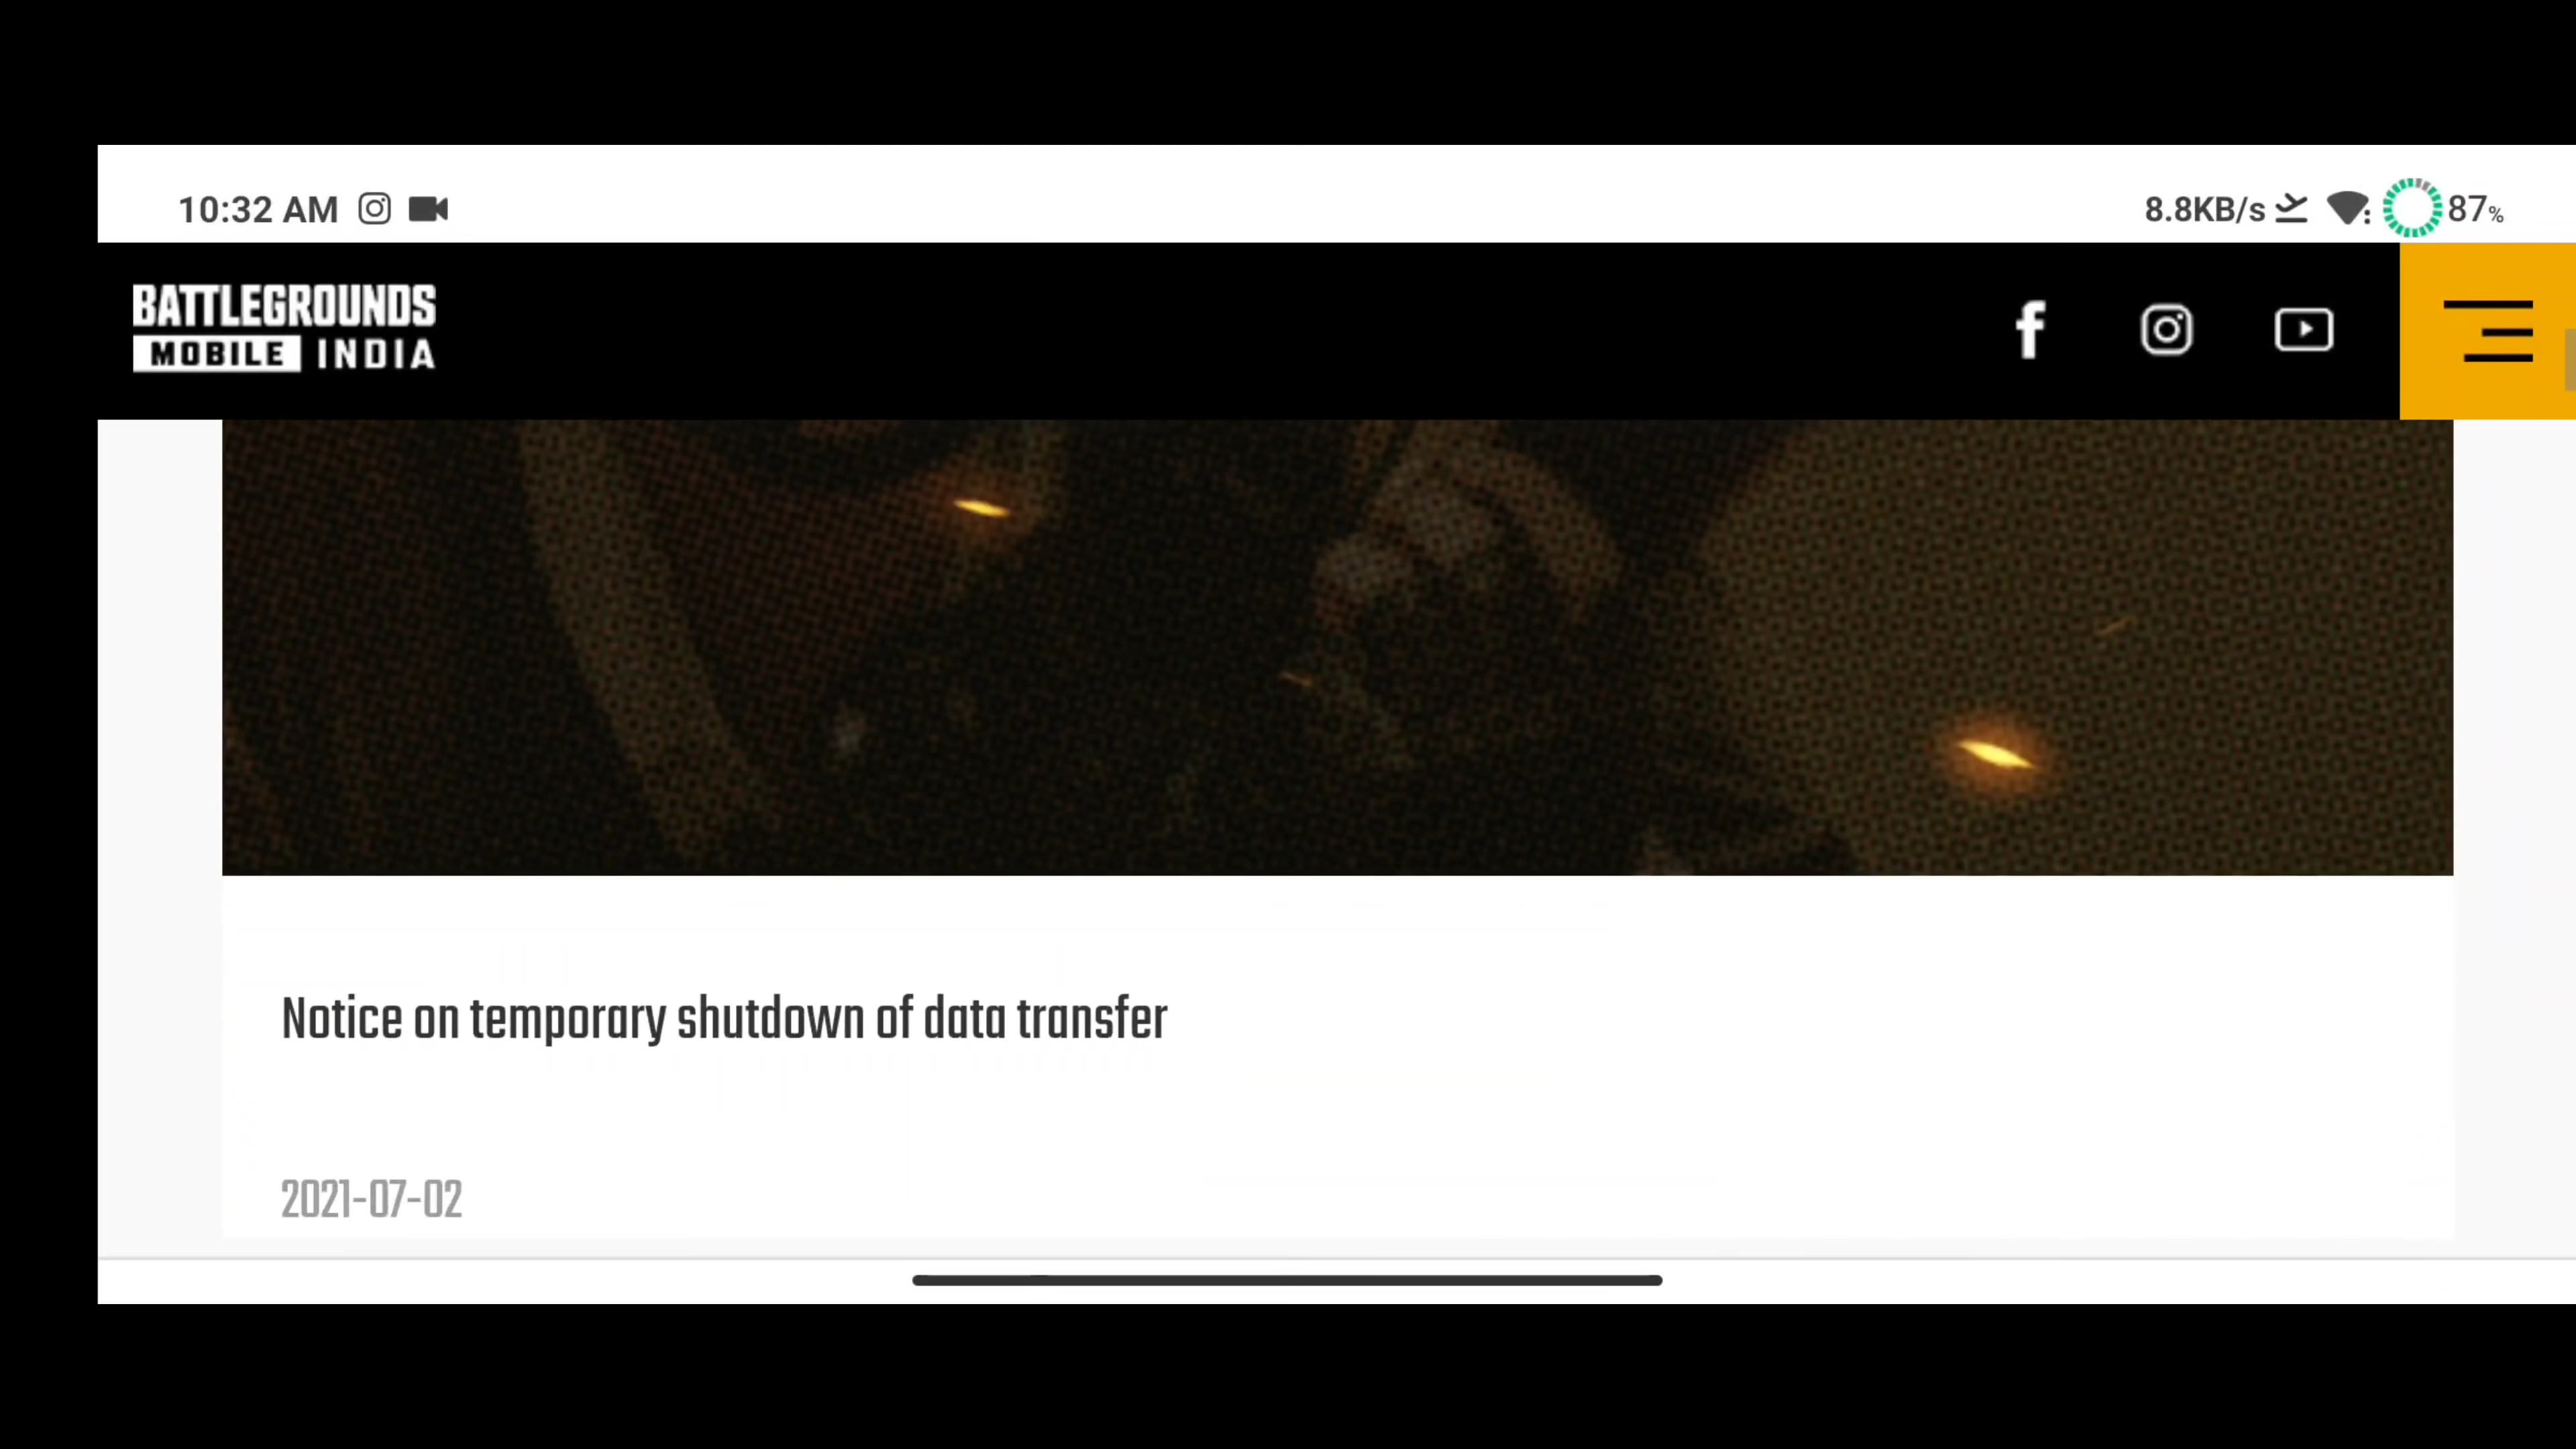 10:32 AM
8.8KB/s
87%
BATTLEGROUNDS
MOBILE INDIA
Notice on temporary shutdown of data transfer
2021-07-02